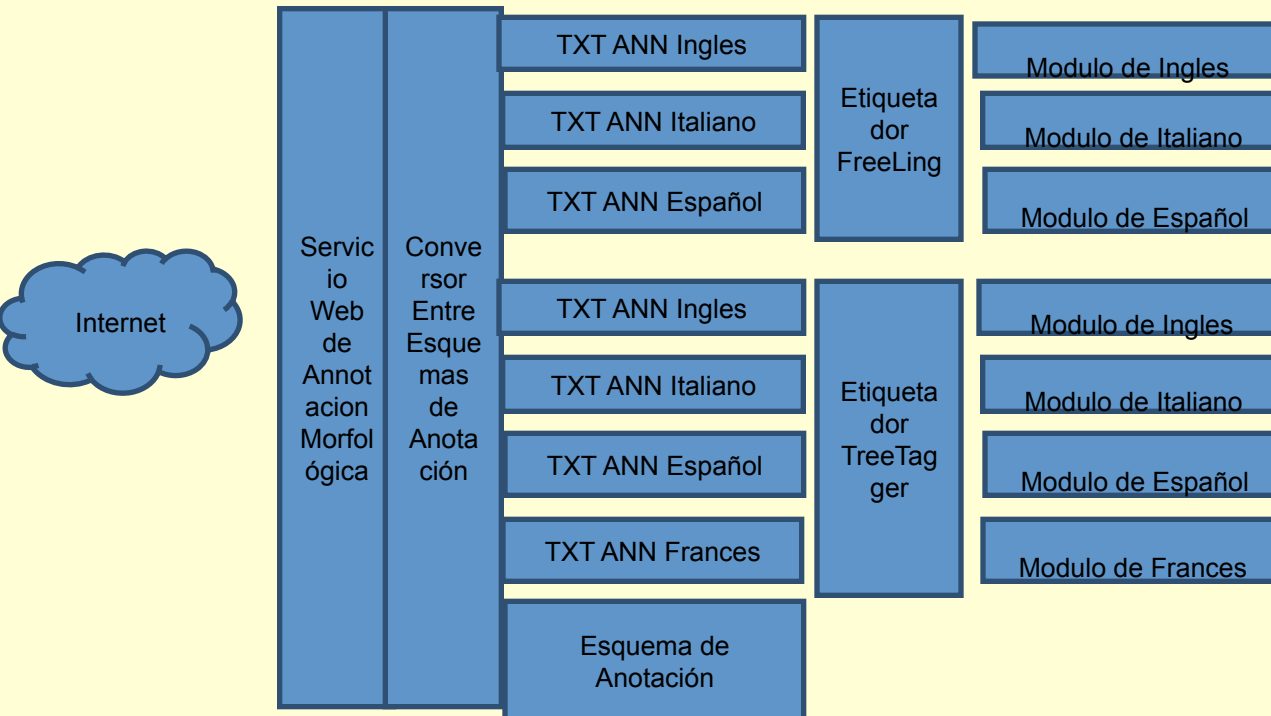 Internet
Servic
io
Web
de
Annot
acion
Morfol
ógica
Conve
rsor
Entre
Esque
mas
de
Anota
ción
TXT ANN Ingles
TXT ANN Italiano
TXT ANN Español
TXT ANN Ingles
TXT ANN Italiano
TXT ANN Español
TXT ANN Frances
Esquema de
Anotación
Etiqueta
dor
FreeLing
Etiqueta
dor
TreeTag
ger
Modulo de Ingles
Modulo de Italiano
Modulo de Español
Modulo de Ingles
Modulo de Italiano
Modulo de Español
Modulo de Frances